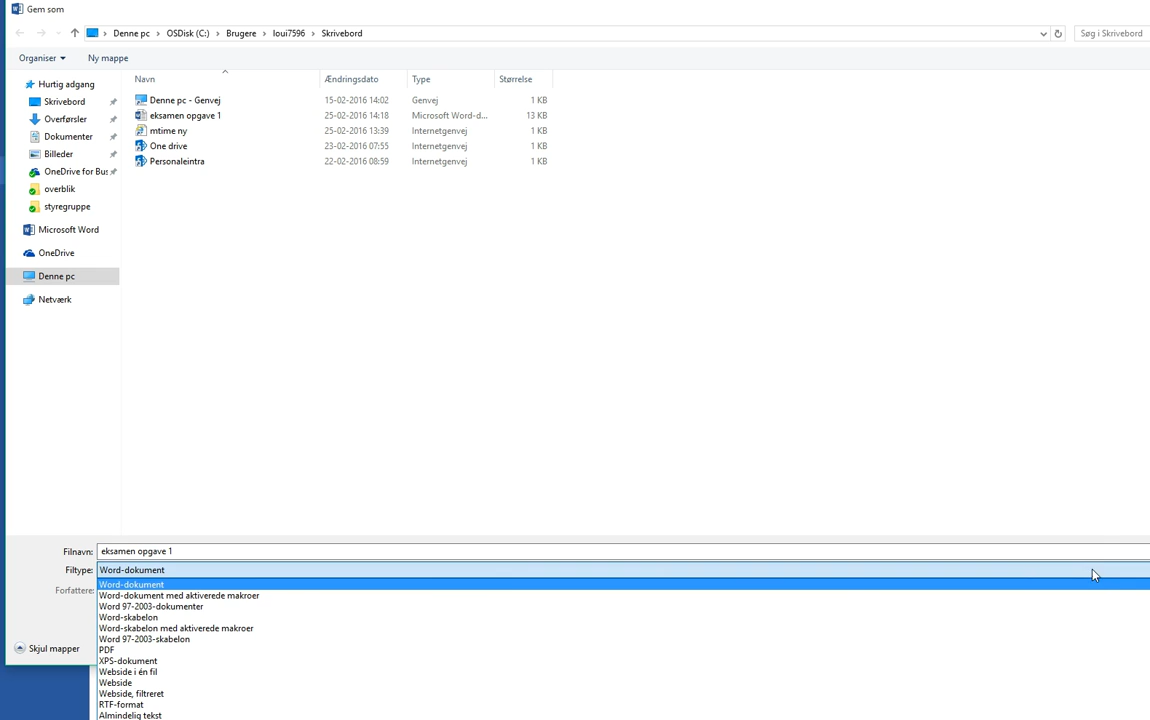 Gem som
Denne pc › OSDisk (C:) › Brugere › loui7596 › Skrivebord
Søg i Skrivebord
Organiser
Ny mappe
Hurtig adgang
Skrivebord
Overførsler
Dokumenter
Billeder
OneDrive for Bus
overblik
styregruppe
Microsoft Word
OneDrive
Denne pc
Netværk
Navn Ændringsdato Type Størrelse
Denne pc - Genvej 15-02-2016 14:02 Genvej 1 KB
eksamen opgave 1 25-02-2016 14:18 Microsoft Word-d... 13 KB
mtime ny 25-02-2016 13:39 Internetgenvej 1 KB
One drive 23-02-2016 07:55 Internetgenvej 1 KB
Personaleintra 22-02-2016 08:59 Internetgenvej 1 KB
Filnavn: eksamen opgave 1
Filtype: Word-dokument
Forfattere:
Word-dokument
Word-dokument med aktiverede makroer
Word 97-2003-dokumenter
Word-skabelon
Word-skabelon med aktiverede makroer
Word 97-2003-skabelon
PDF
XPS-dokument
Webside i én fil
Webside
Webside, filtreret
RTF-format
Almindelig tekst
Skjul mapper